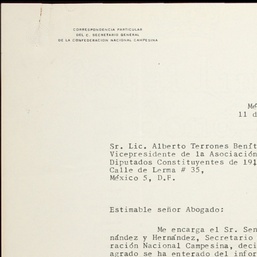 CORRESPONDENCIA PARTICULAR
DEL C. SECRETARIO GENERAL
DE LA CONFEDERACION NACIONAL CAMPESINA
Mé
11 d
Sr. Lic. Alberto Terrones Benít
Vicepresidente de la Asociación
Diputados Constituyentes de 191
Calle de Lerma # 35,
México 5, D.F.
Estimable señor Abogado:
Me encarga el Sr. Sen
nández y Hernández, Secretario
ración Nacional Campesina, deci
agrado se ha enterado del infor